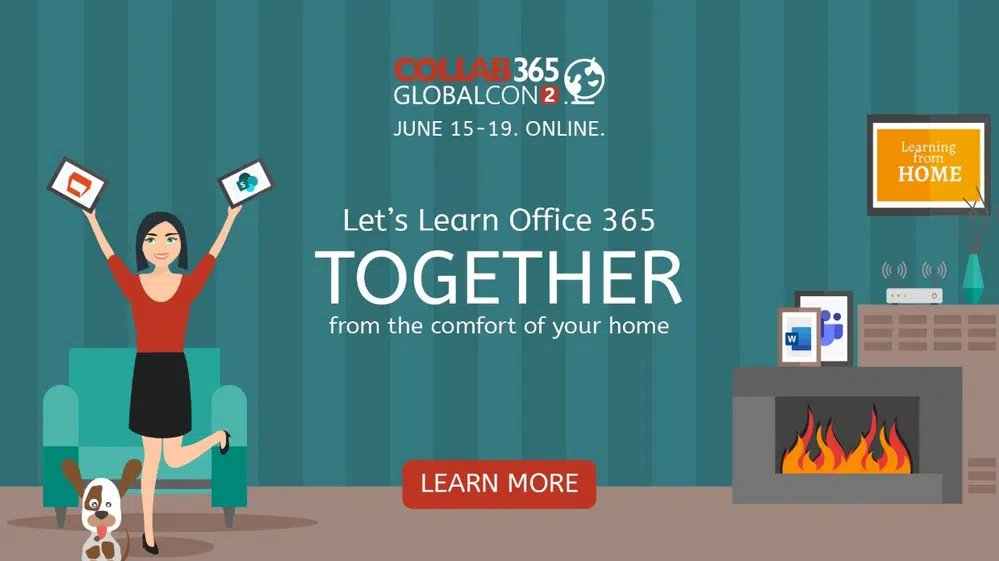 COLLAB365
GLOBALCON2
JUNE 15-19. ONLINE.
Learning
from
HOME
Let's Learn Office 365
TOGETHER
from the comfort of your home
S
W
LEARN MORE